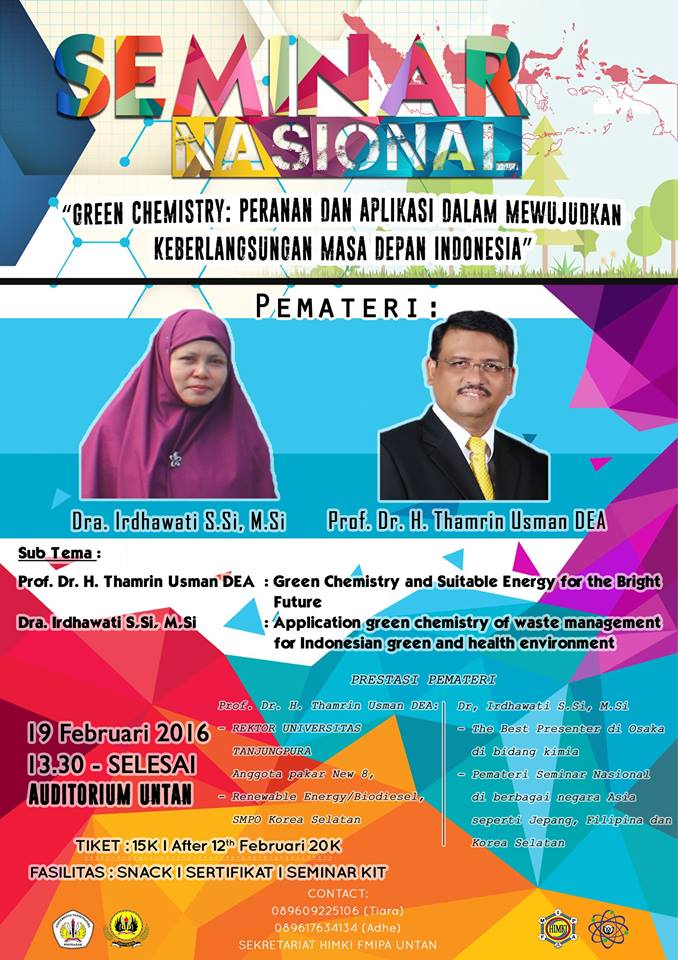 SEMINAR
NASIONAL
"GREEN CHEMISTRY: PERANAN DAN APLIKASI DALAM MEWUJUDKAN
KEBERLANGSUNGAN MASA DEPAN INDONESIA"
PEMATERI :
Dra. Irdhawati S.Si, M.Si
Prof. Dr. H. Thamrin Usman DEA
Sub Tema :
Prof. Dr. H. Thamrin Usman DEA : Green Chemistry and Suitable Energy for the Bright
Future
Dra. Irdhawati S.Si, M.Si : Application green chemistry of waste management
for Indonesian green and health environment
PRESTASI PEMATERI
Prof. Dr. H. Thamrin Usman DEA:
- REKTOR UNIVERSITAS
TANJUNGPURA
Anggota pakar New 8,
- Renewable Energy/Biodiesel,
SMPO Korea Selatan
Dr, Irdhawati S.Si, M.Si
- The Best Presenter di Osaka
di bidang kimia
- Pemateri Seminar Nasional
di berbagai negara Asia
seperti Jepang, Filipina dan
Korea Selatan
19 Februari 2016
13.30 - SELESAI
AUDITORIUM UNTAN
TIKET : 15K I After 12th Februari 20K
FASILITAS : SNACK I SERTIFIKAT I SEMINAR KIT
CONTACT:
089609225106 (Tiara)
089617634134 (Adhe)
SEKRETARIAT HIMKI FMIPA UNTAN
HIMKI